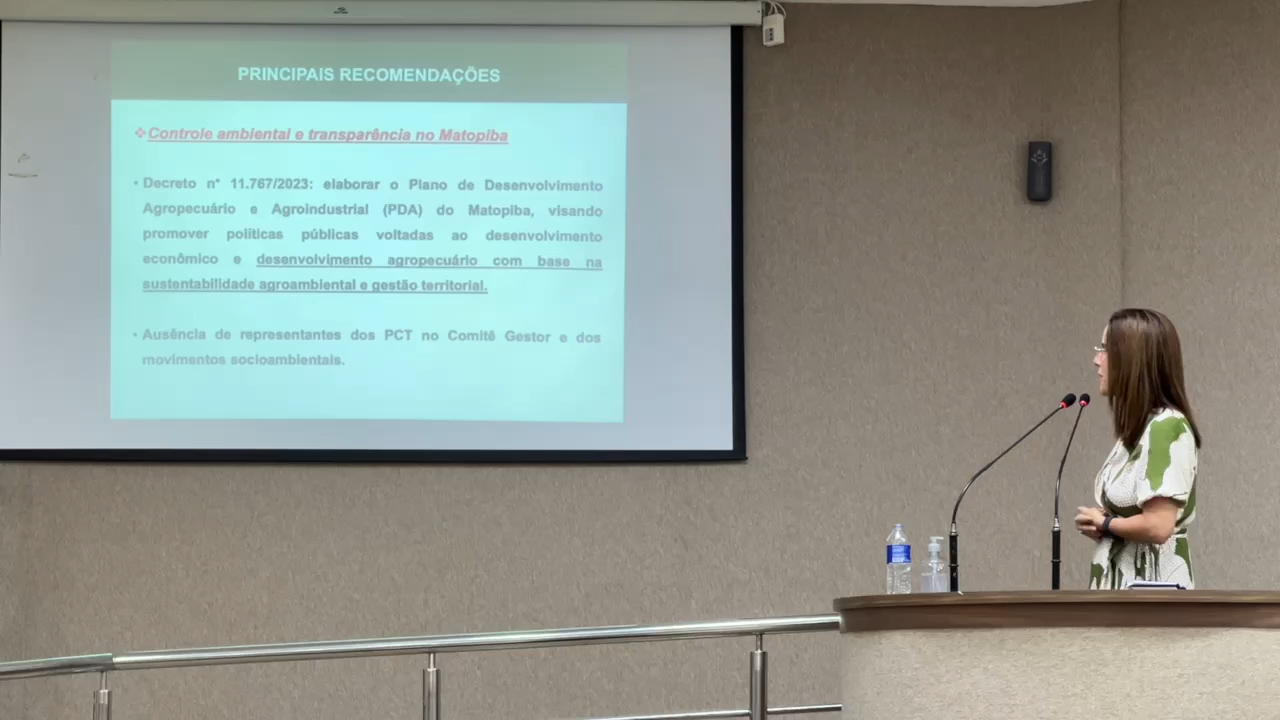 PRINCIPAIS RECOMENDAÇÕES
❖Controle ambiental e transparência no Matopiba
• Decreto n° 11.767/2023: elaborar o Plano de Desenvolvimento
Agropecuário e Agroindustrial (PDA) do Matopiba, visando
promover políticas públicas voltadas ao desenvolvimento
econômico e desenvolvimento agropecuário com base na
sustentabilidade agroambiental e gestão territorial.
• Ausência de representantes dos PCT no Comitê Gestor e dos
movimentos socioambientais.